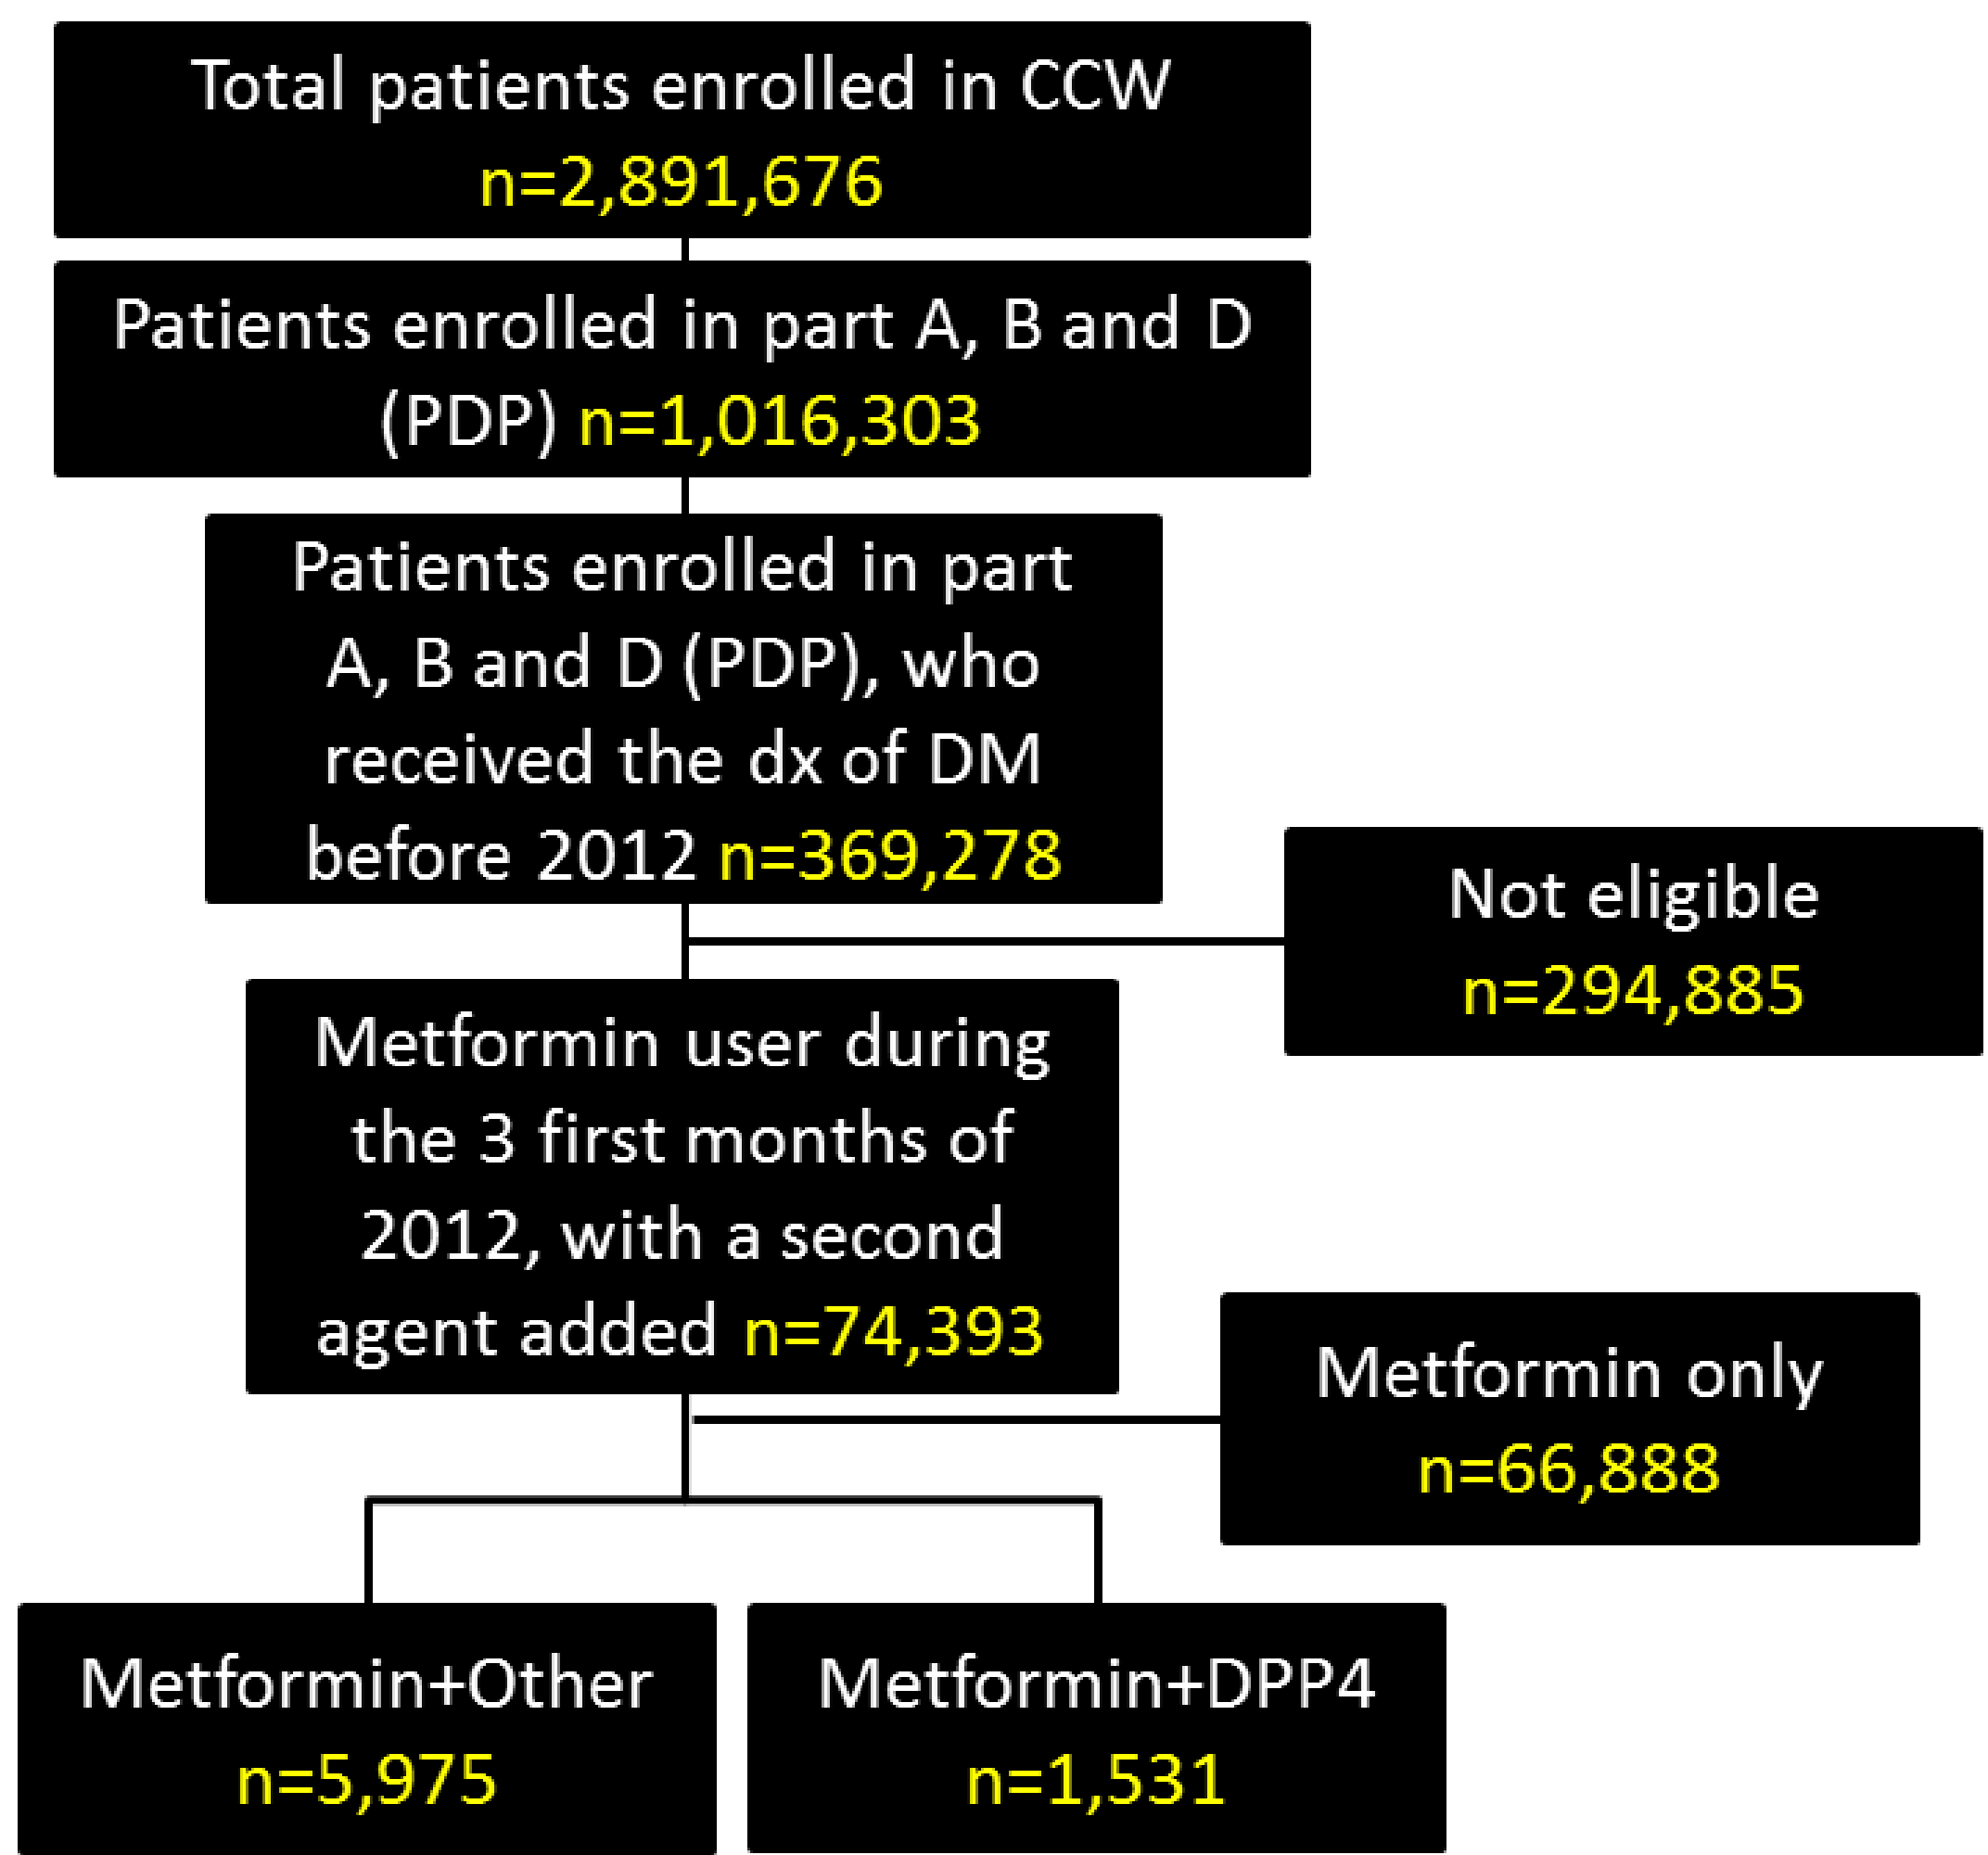 Total patients enrolled in CCW
n=2,891,676
Patients enrolled in part A, B and D
(PDP) n=1,016,303
Patients enrolled in part
A, B and D (PDP), who
received the dx of DM
before 2012 n=369,278
Not eligible
n=294,885
Metformin user during
the 3 first months of
2012, with a second
agent added n=74,393
Metformin only
n=66,888
Metformin+Other
n=5,975
Metformin+DPP4
n=1,531